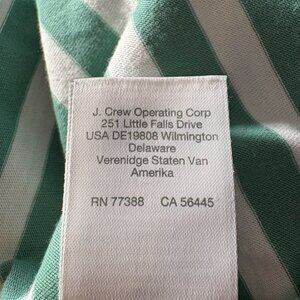 J. Crew Operating Corp
251 Little Falls Drive
USA DE19808 Wilmington
Delaware
Verenidge Staten Van
Amerika
RN 77388 CA 56445